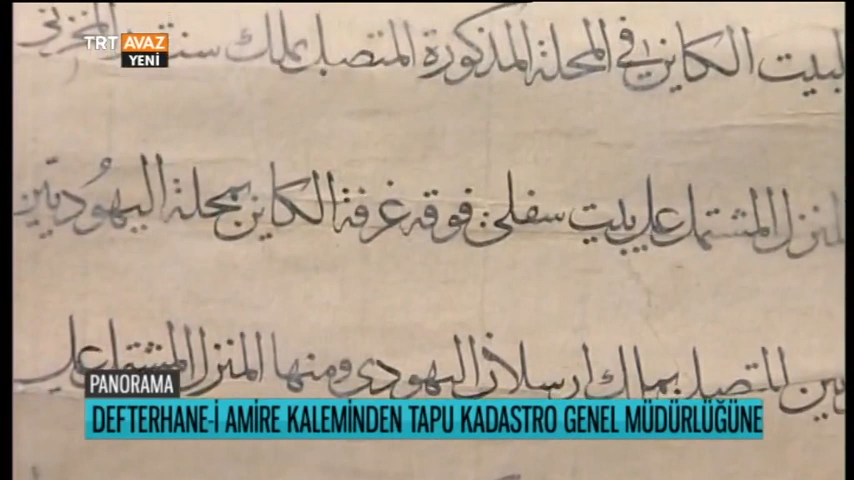 TRT AVAZ
YENİ
البيت الكاين في المحلة المذكورة المتصل بملك
المنزل المشتمل على بيت سفلي فوقه غرفة الكاين بمحلة اليهوديين
المتصل بملك ارسلان اليهودي ومنها المنزل المشتمل على
PANORAMA
DEFTERHANE-İ AMİRE KALEMİNDEN TAPU KADASTRO GENEL MÜDÜRLÜĞÜNE